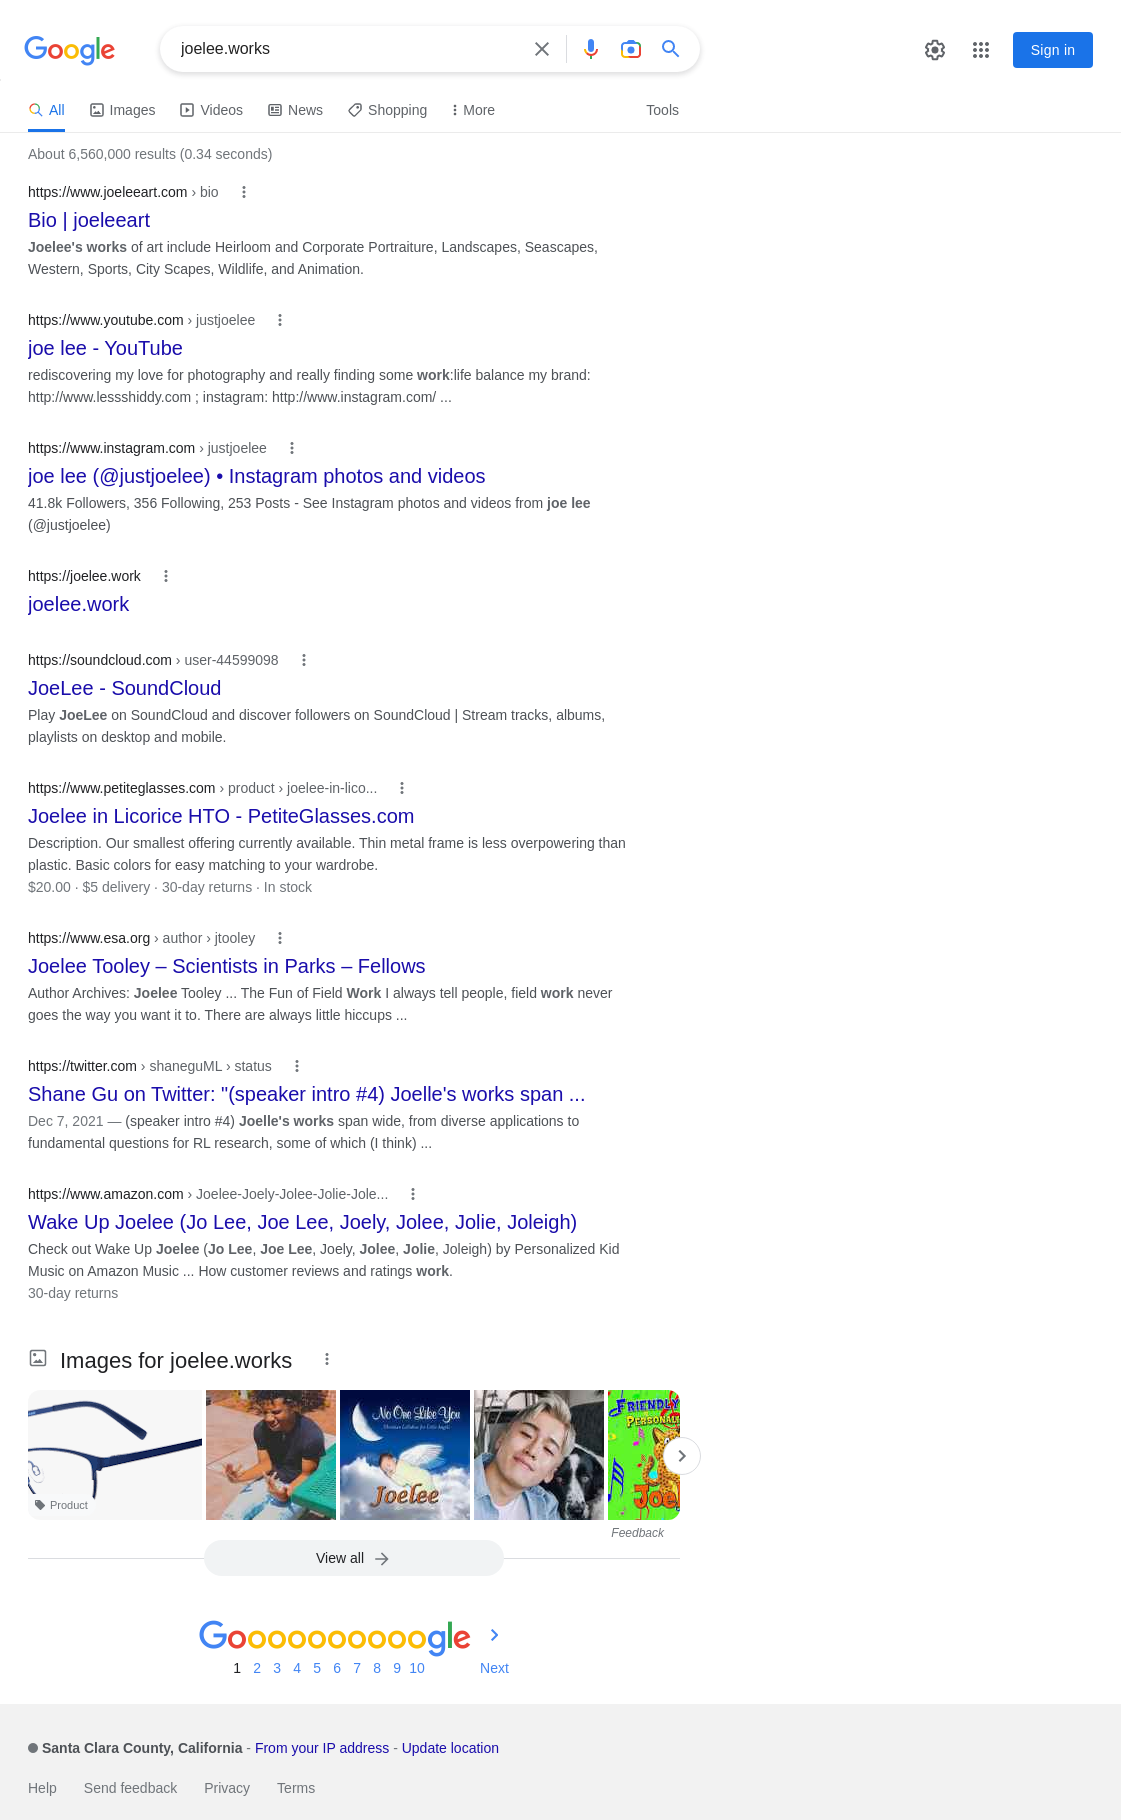 Google
joelee.works
Sign in
All
Images
Videos
News
Shopping
More
Tools
About 6,560,000 results (0.34 seconds)
https://www.joeleeart.com › bio
Bio | joeleeart
Joelee's works of art include Heirloom and Corporate Portraiture, Landscapes, Seascapes,
Western, Sports, City Scapes, Wildlife, and Animation.
https://www.youtube.com › justjoelee
joe lee - YouTube
rediscovering my love for photography and really finding some work:life balance my brand:
http://www.lessshiddy.com ; instagram: http://www.instagram.com/ ...
https://www.instagram.com › justjoelee
joe lee (@justjoelee) • Instagram photos and videos
41.8k Followers, 356 Following, 253 Posts - See Instagram photos and videos from joe lee
(@justjoelee)
https://joelee.work
joelee.work
https://soundcloud.com › user-44599098
JoeLee - SoundCloud
Play JoeLee on SoundCloud and discover followers on SoundCloud | Stream tracks, albums,
playlists on desktop and mobile.
https://www.petiteglasses.com › product › joelee-in-lico...
Joelee in Licorice HTO - PetiteGlasses.com
Description. Our smallest offering currently available. Thin metal frame is less overpowering than
plastic. Basic colors for easy matching to your wardrobe.
$20.00 · $5 delivery · 30-day returns · In stock
https://www.esa.org › author › jtooley
Joelee Tooley – Scientists in Parks – Fellows
Author Archives: Joelee Tooley ... The Fun of Field Work I always tell people, field work never
goes the way you want it to. There are always little hiccups ...
https://twitter.com › shaneguML › status
Shane Gu on Twitter: "(speaker intro #4) Joelle's works span ...
Dec 7, 2021 — (speaker intro #4) Joelle's works span wide, from diverse applications to
fundamental questions for RL research, some of which (I think) ...
https://www.amazon.com › Joelee-Joely-Jolee-Jolie-Jole...
Wake Up Joelee (Jo Lee, Joe Lee, Joely, Jolee, Jolie, Joleigh)
Check out Wake Up Joelee (Jo Lee, Joe Lee, Joely, Jolee, Jolie, Joleigh) by Personalized Kid
Music on Amazon Music ... How customer reviews and ratings work.
30-day returns
Images for joelee.works
Product
No One Like You
Joelee
FRIENDLY
Feedback
View all
Goooooooooogle
1 2 3 4 5 6 7 8 9 10 Next
Santa Clara County, California - From your IP address - Update location
Help Send feedback Privacy Terms